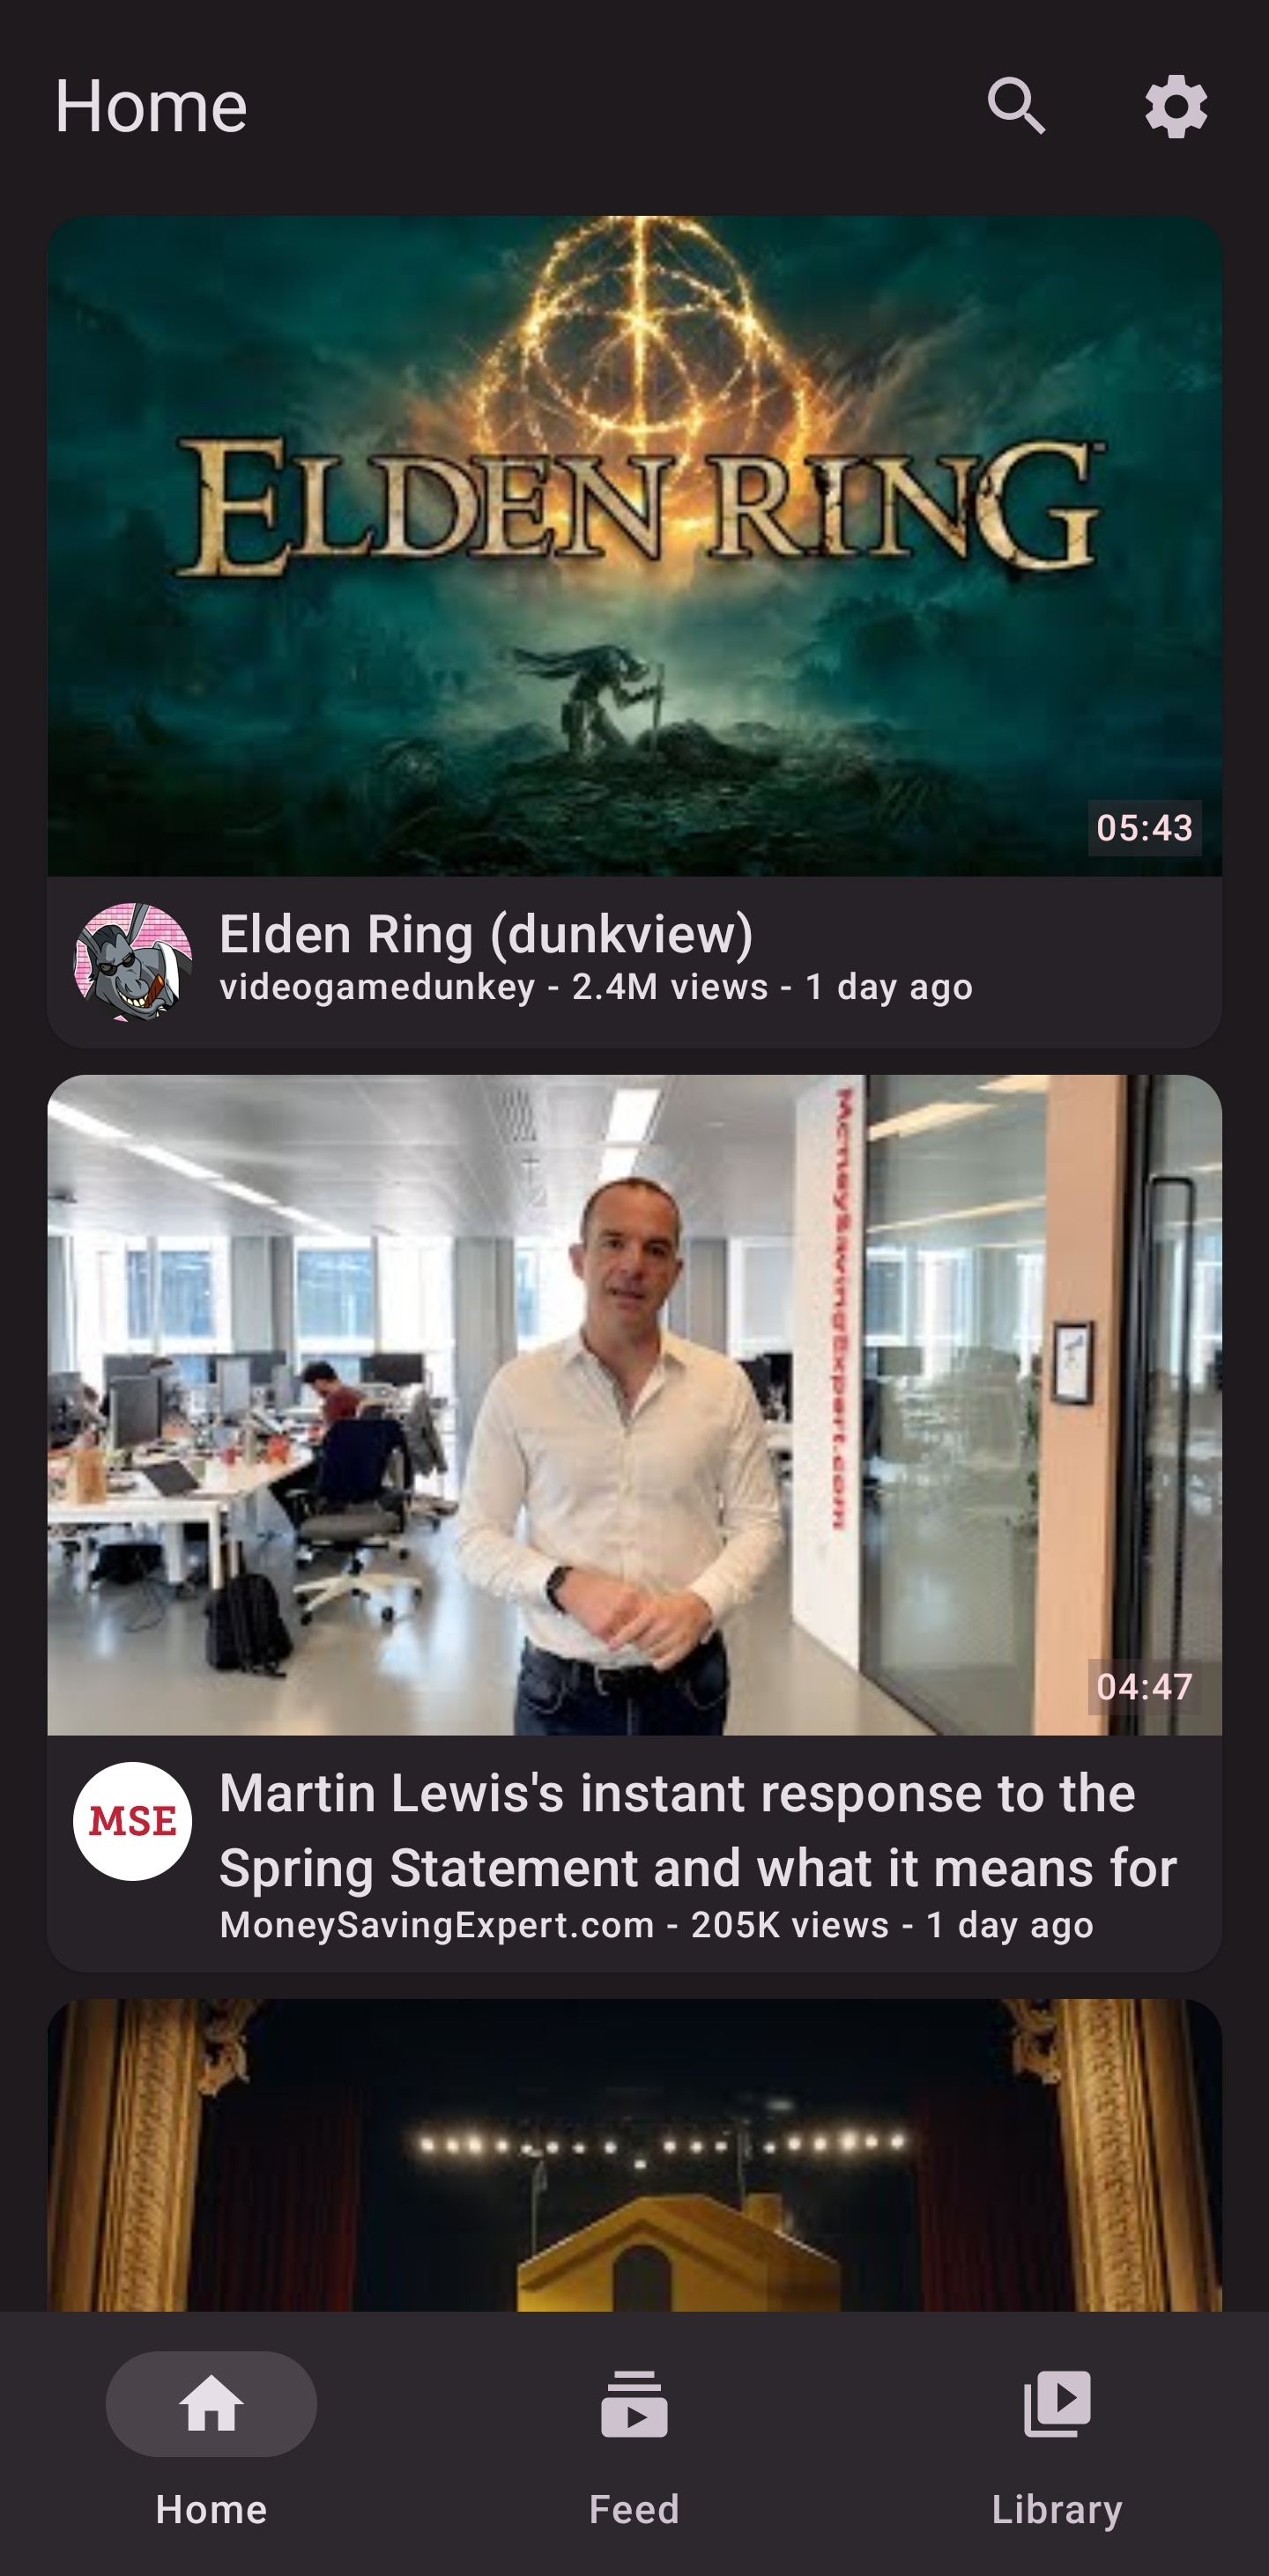 Home
ELDEN RING
05:43
Elden Ring (dunkview)
videogamedunkey - 2.4M views - 1 day ago
MoneySavingExpert.com
04:47
MSE
Martin Lewis's instant response to the
Spring Statement and what it means for
MoneySavingExpert.com - 205K views - 1 day ago
Home
Feed
Library